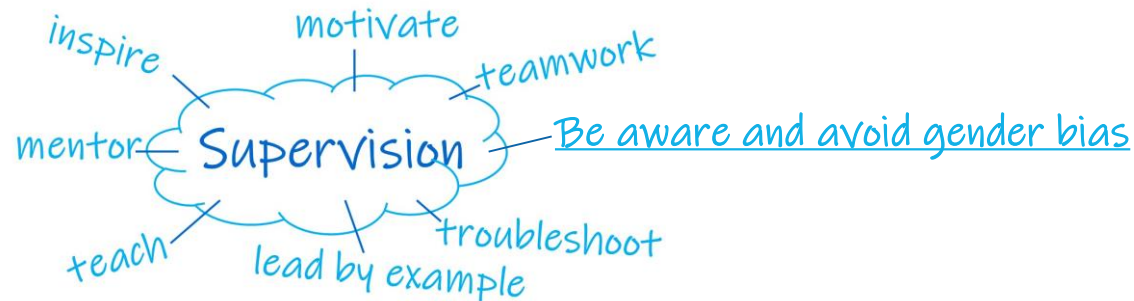 inspire
motivate
teamwork
mentor
Supervision
Be aware and avoid gender bias
teach
lead by example
troubleshoot